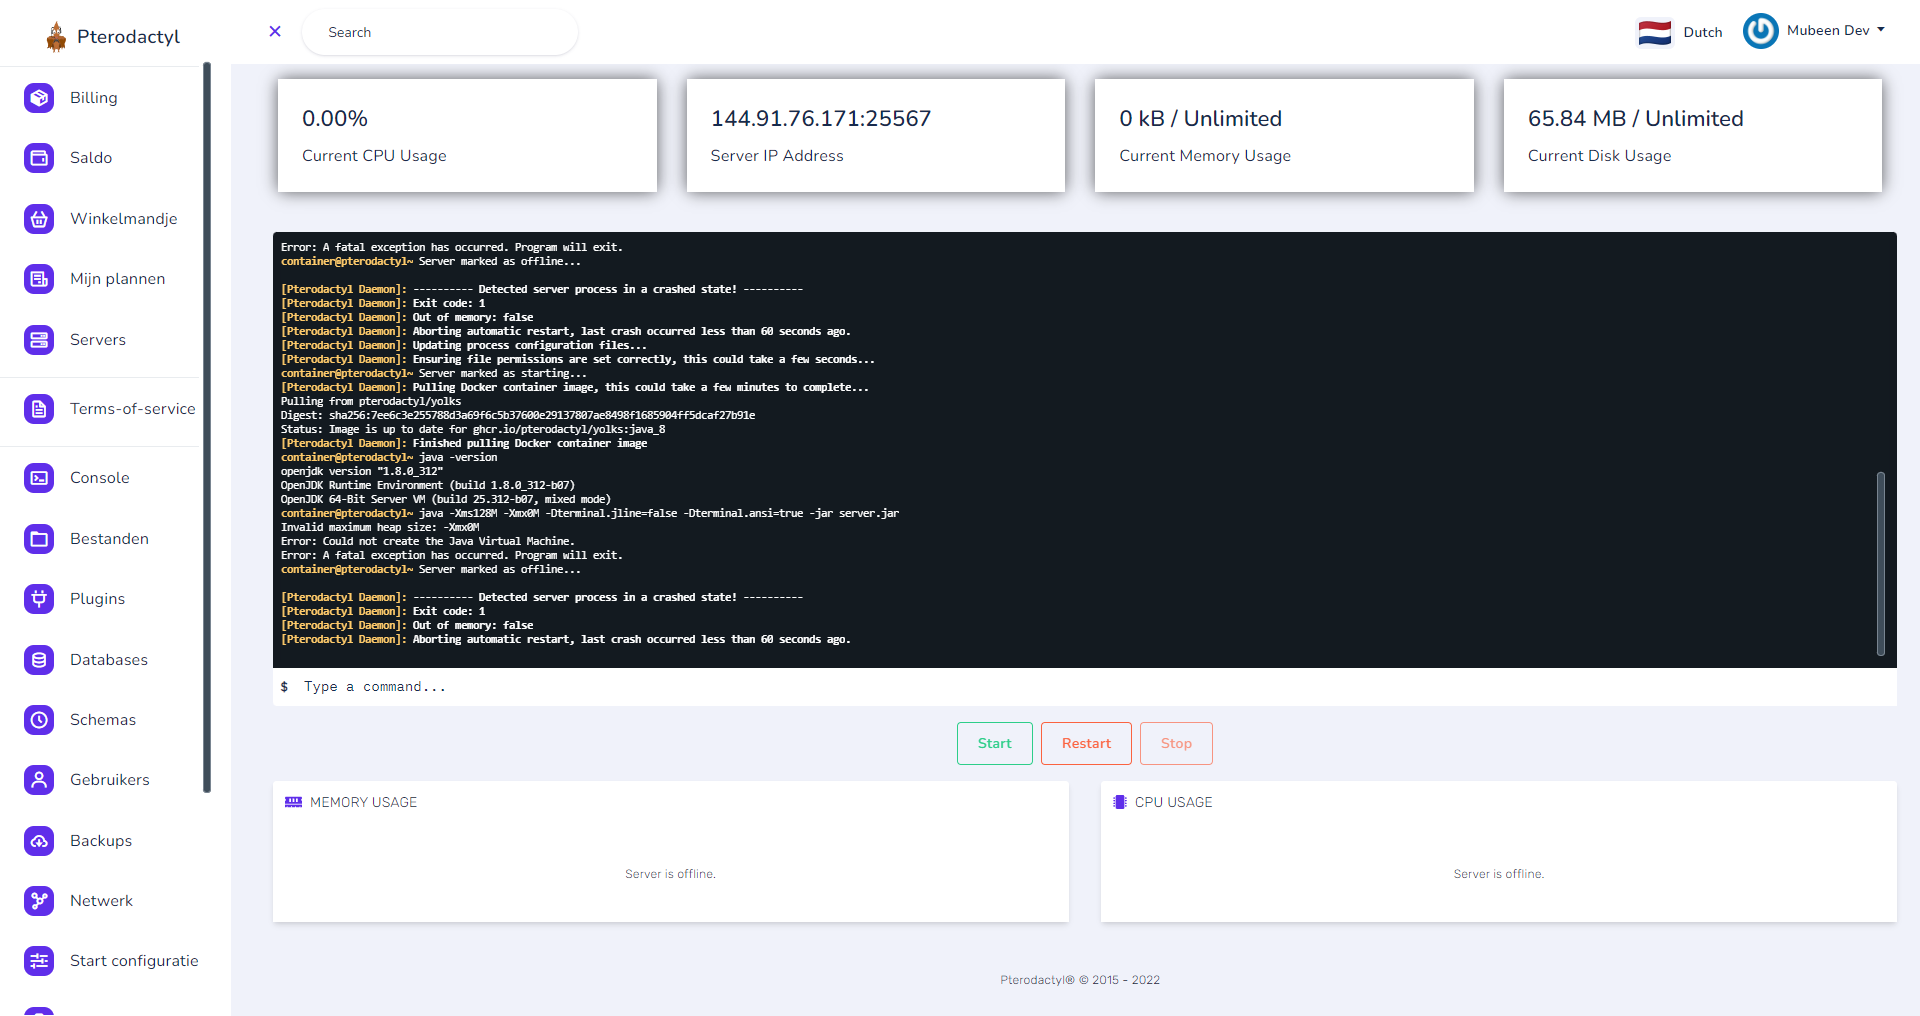 Pterodactyl
Search
Dutch
Mubeen Dev
Billing
Saldo
Winkelmandje
Mijn plannen
Servers
Terms-of-service
Console
Bestanden
Plugins
Databases
Schemas
Gebruikers
Backups
Netwerk
Start configuratie
0.00%
Current CPU Usage
144.91.76.171:25567
Server IP Address
0 kB / Unlimited
Current Memory Usage
65.84 MB / Unlimited
Current Disk Usage
Error: A fatal exception has occurred. Program will exit.
container@pterodactyl~ Server marked as offline...
[Pterodactyl Daemon]: ---------- Detected server process in a crashed state! ----------
[Pterodactyl Daemon]: Exit code: 1
[Pterodactyl Daemon]: Out of memory: false
[Pterodactyl Daemon]: Aborting automatic restart, last crash occurred less than 60 seconds ago.
[Pterodactyl Daemon]: Updating process configuration files...
[Pterodactyl Daemon]: Ensuring file permissions are set correctly, this could take a few seconds...
container@pterodactyl~ Server marked as starting...
[Pterodactyl Daemon]: Pulling Docker container image, this could take a few minutes to complete...
Pulling from pterodactyl/yolks
Digest: sha256:7ee6c3e255788d3a69f6c5b37600e29137807ae8498f1685904ff5dcaf27b91e
Status: Image is up to date for ghcr.io/pterodactyl/yolks:java_8
[Pterodactyl Daemon]: Finished pulling Docker container image
container@pterodactyl~ java -version
openjdk version "1.8.0_312"
OpenJDK Runtime Environment (build 1.8.0_312-b07)
OpenJDK 64-Bit Server VM (build 25.312-b07, mixed mode)
container@pterodactyl~ java -Xms128M -Xmx0M -Dterminal.jline=false -Dterminal.ansi=true -jar server.jar
Invalid maximum heap size: -Xmx0M
Error: Could not create the Java Virtual Machine.
Error: A fatal exception has occurred. Program will exit.
container@pterodactyl~ Server marked as offline...
[Pterodactyl Daemon]: ---------- Detected server process in a crashed state! ----------
[Pterodactyl Daemon]: Exit code: 1
[Pterodactyl Daemon]: Out of memory: false
[Pterodactyl Daemon]: Aborting automatic restart, last crash occurred less than 60 seconds ago.
$ Type a command...
Start
Restart
Stop
MEMORY USAGE
Server is offline.
CPU USAGE
Server is offline.
Pterodactyl® © 2015 - 2022